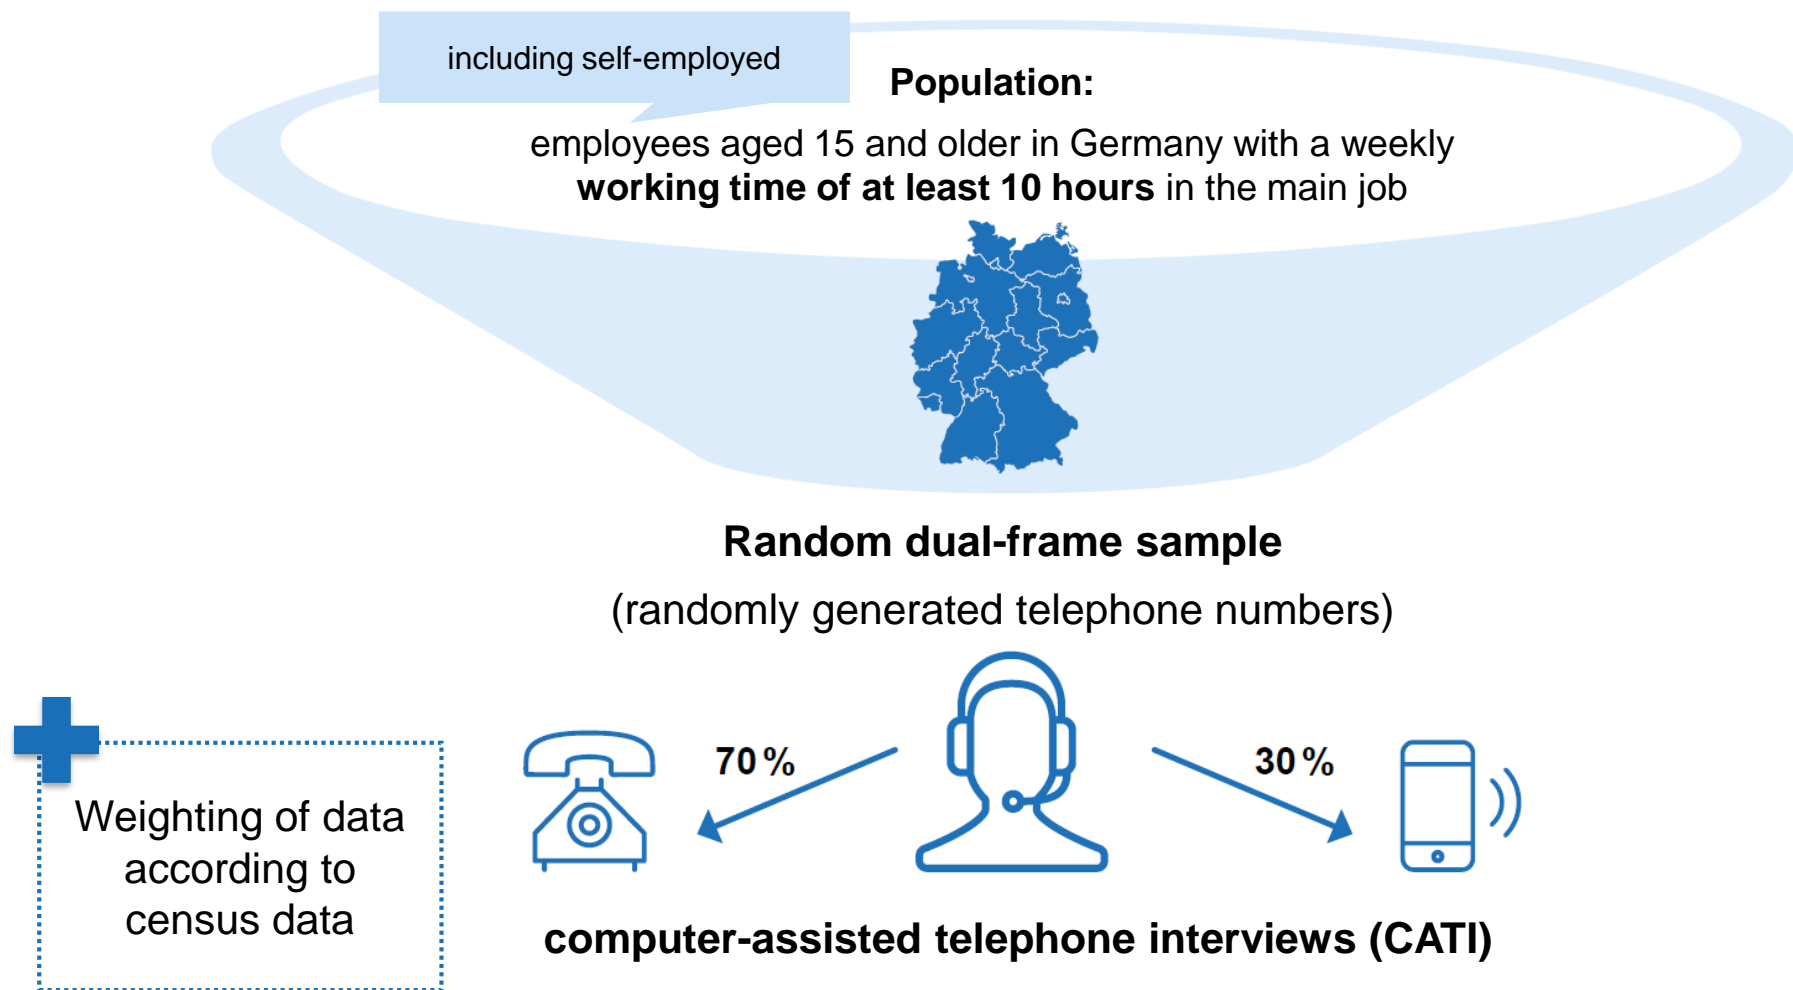 including self-employed
Population:
employees aged 15 and older in Germany with a weekly
working time of at least 10 hours in the main job
Random dual-frame sample
(randomly generated telephone numbers)
70 %
30 %
Weighting of data
according to
census data
computer-assisted telephone interviews (CATI)